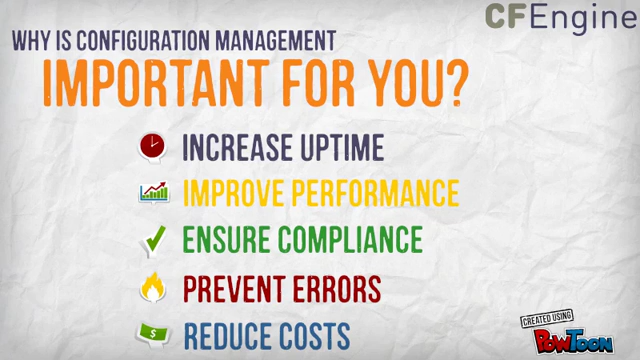 CFEngine
WHY IS CONFIGURATION MANAGEMENT
IMPORTANT FOR YOU?
INCREASE UPTIME
IMPROVE PERFORMANCE
ENSURE COMPLIANCE
PREVENT ERRORS
$ REDUCE COSTS
CREATED USING
POWTOON